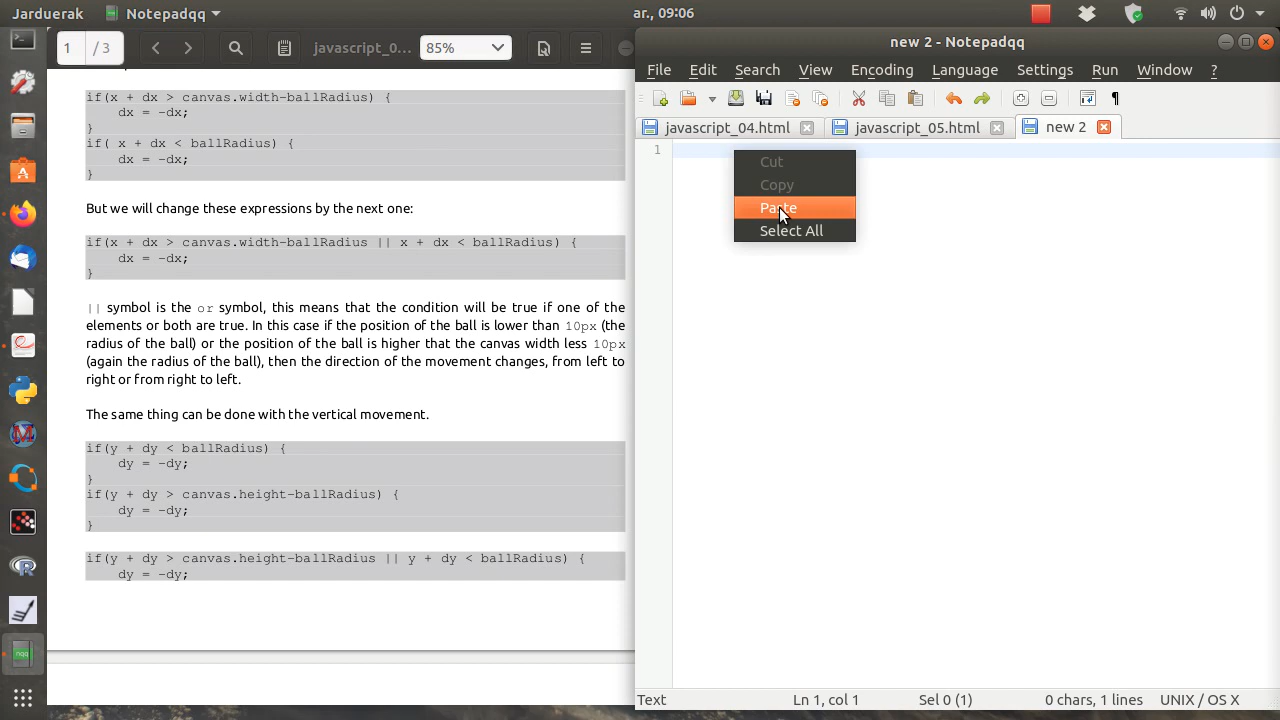 Jarduerak
Notepadqq
ar., 09:06
1 / 3
javascript_0...
85%
if(x + dx > canvas.width-ballRadius) {
dx = -dx;
}
if( x + dx < ballRadius) {
dx = -dx;
}
But we will change these expressions by the next one:
if(x + dx > canvas.width-ballRadius || x + dx < ballRadius) {
dx = -dx;
}
|| symbol is the or symbol, this means that the condition will be true if one of the
elements or both are true. In this case if the position of the ball is lower than 10px (the
radius of the ball) or the position of the ball is higher that the canvas width less 10px
(again the radius of the ball), then the direction of the movement changes, from left to
right or from right to left.
The same thing can be done with the vertical movement.
if(y + dy < ballRadius) {
dy = -dy;
}
if(y + dy > canvas.height-ballRadius) {
dy = -dy;
}
if(y + dy > canvas.height-ballRadius || y + dy < ballRadius) {
dy = -dy;
new 2 - Notepadqq
File Edit Search View Encoding Language Settings Run Window ?
javascript_04.html
javascript_05.html
new 2
1
Cut
Copy
Paste
Select All
Text
Ln 1, col 1
Sel 0 (1)
0 chars, 1 lines
UNIX / OS X
nqq